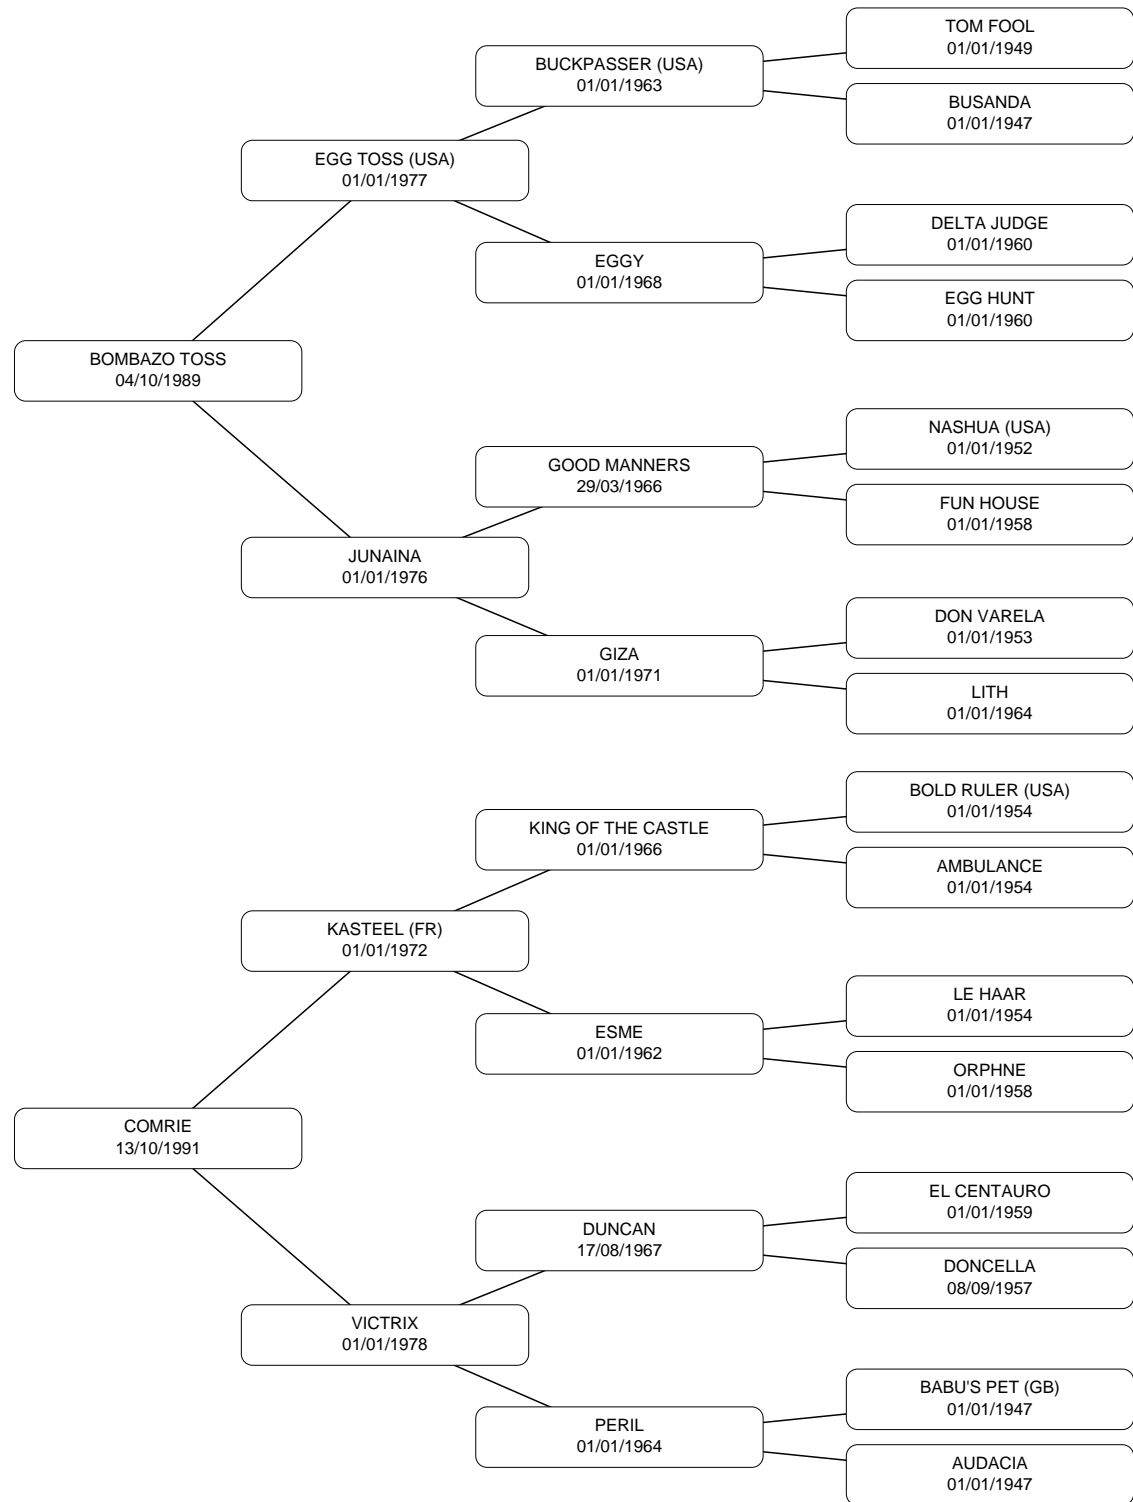 TOM FOOL
01/01/1949
BUCKPASSER (USA)
01/01/1963
BUSANDA
01/01/1947
EGG TOSS (USA)
01/01/1977
DELTA JUDGE
01/01/1960
EGGY
01/01/1968
EGG HUNT
01/01/1960
BOMBAZO TOSS
04/10/1989
NASHUA (USA)
01/01/1952
GOOD MANNERS
29/03/1966
FUN HOUSE
01/01/1958
JUNAINA
01/01/1976
DON VARELA
01/01/1953
GIZA
01/01/1971
LITH
01/01/1964
BOLD RULER (USA)
01/01/1954
KING OF THE CASTLE
01/01/1966
AMBULANCE
01/01/1954
KASTEEL (FR)
01/01/1972
LE HAAR
01/01/1954
ESME
01/01/1962
ORPHNE
01/01/1958
COMRIE
13/10/1991
EL CENTAURO
01/01/1959
DUNCAN
17/08/1967
DONCELLA
08/09/1957
VICTRIX
01/01/1978
BABU'S PET (GB)
01/01/1947
PERIL
01/01/1964
AUDACIA
01/01/1947